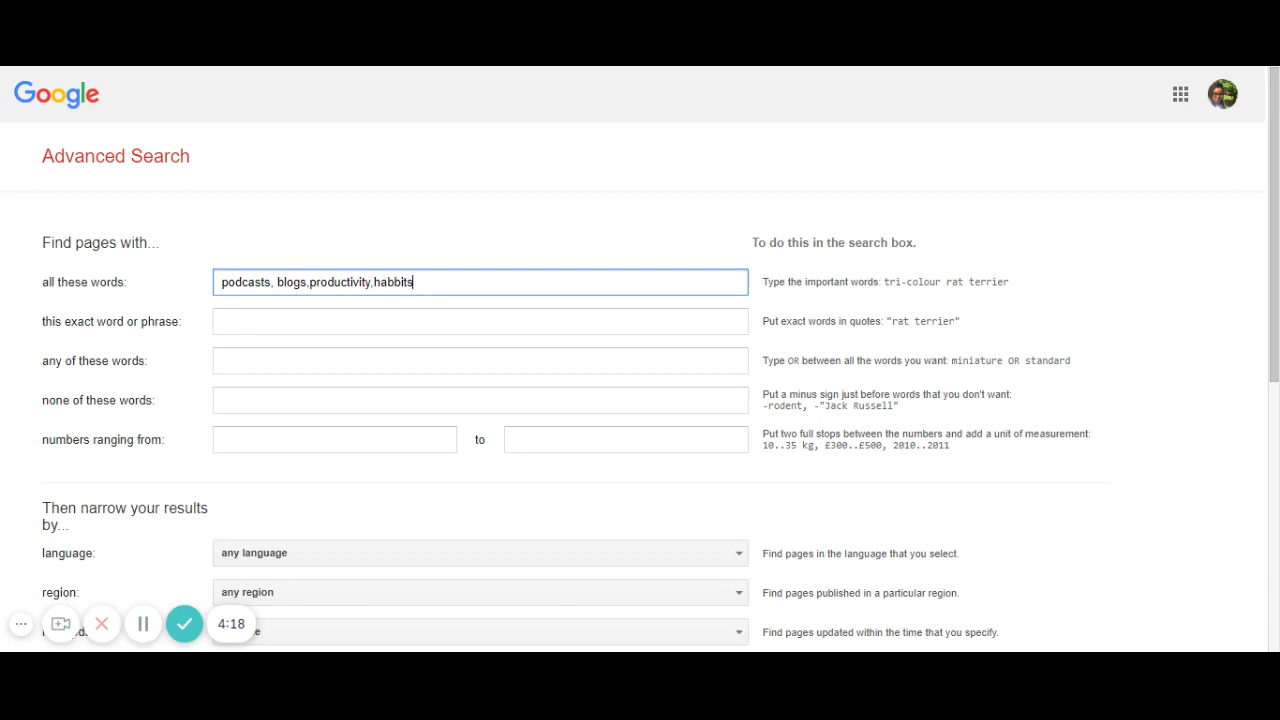 Google
Advanced Search
Find pages with...
To do this in the search box.
all these words:
podcasts, blogs,productivity,habbits
Type the important words: tri-colour rat terrier
this exact word or phrase:
Put exact words in quotes: "rat terrier"
any of these words:
Type OR between all the words you want: miniature OR standard
none of these words:
Put a minus sign just before words that you don't want:
-rodent, -"Jack Russell"
numbers ranging from:
to
Put two full stops between the numbers and add a unit of measurement:
10..35 kg, £300..£500, 2010..2011
Then narrow your results
by...
language:
any language
Find pages in the language that you select.
region:
any region
Find pages published in a particular region.
4:18
Find pages updated within the time that you specify.